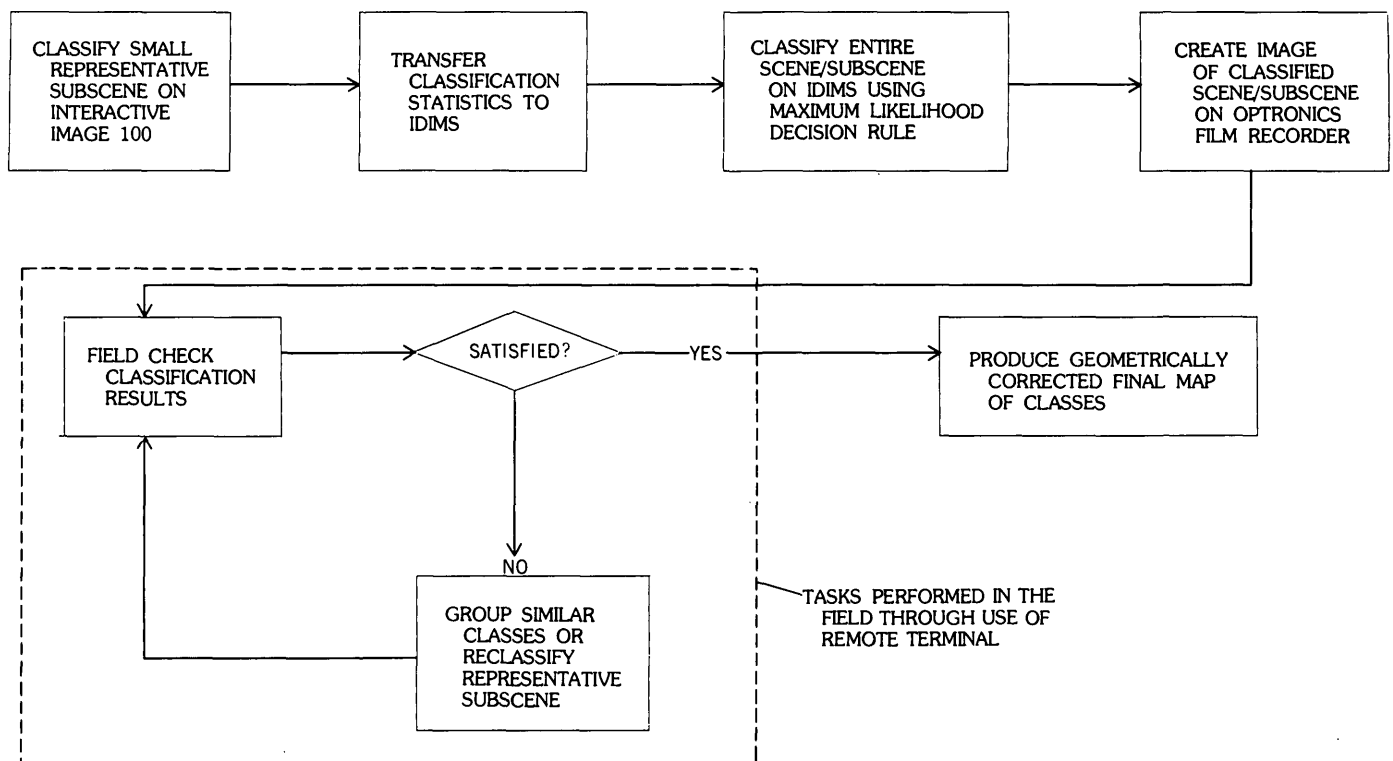 CLASSIFY SMALL
REPRESENTATIVE
SUBSCENE ON
INTERACTIVE
IMAGE 100
TRANSFER
CLASSIFICATION
STATISTICS TO
IDIMS
CLASSIFY ENTIRE
SCENE/SUBSCENE
ON IDIMS USING
MAXIMUM LIKELIHOOD
DECISION RULE
CREATE IMAGE
OF CLASSIFIED
SCENE/SUBSCENE
ON OPTRONICS
FILM RECORDER
FIELD CHECK
CLASSIFICATION
RESULTS
SATISFIED?
YES
PRODUCE GEOMETRICALLY
CORRECTED FINAL MAP
OF CLASSES
NO
GROUP SIMILAR
CLASSES OR
RECLASSIFY
REPRESENTATIVE
SUBSCENE
TASKS PERFORMED IN THE
FIELD THROUGH USE OF
REMOTE TERMINAL